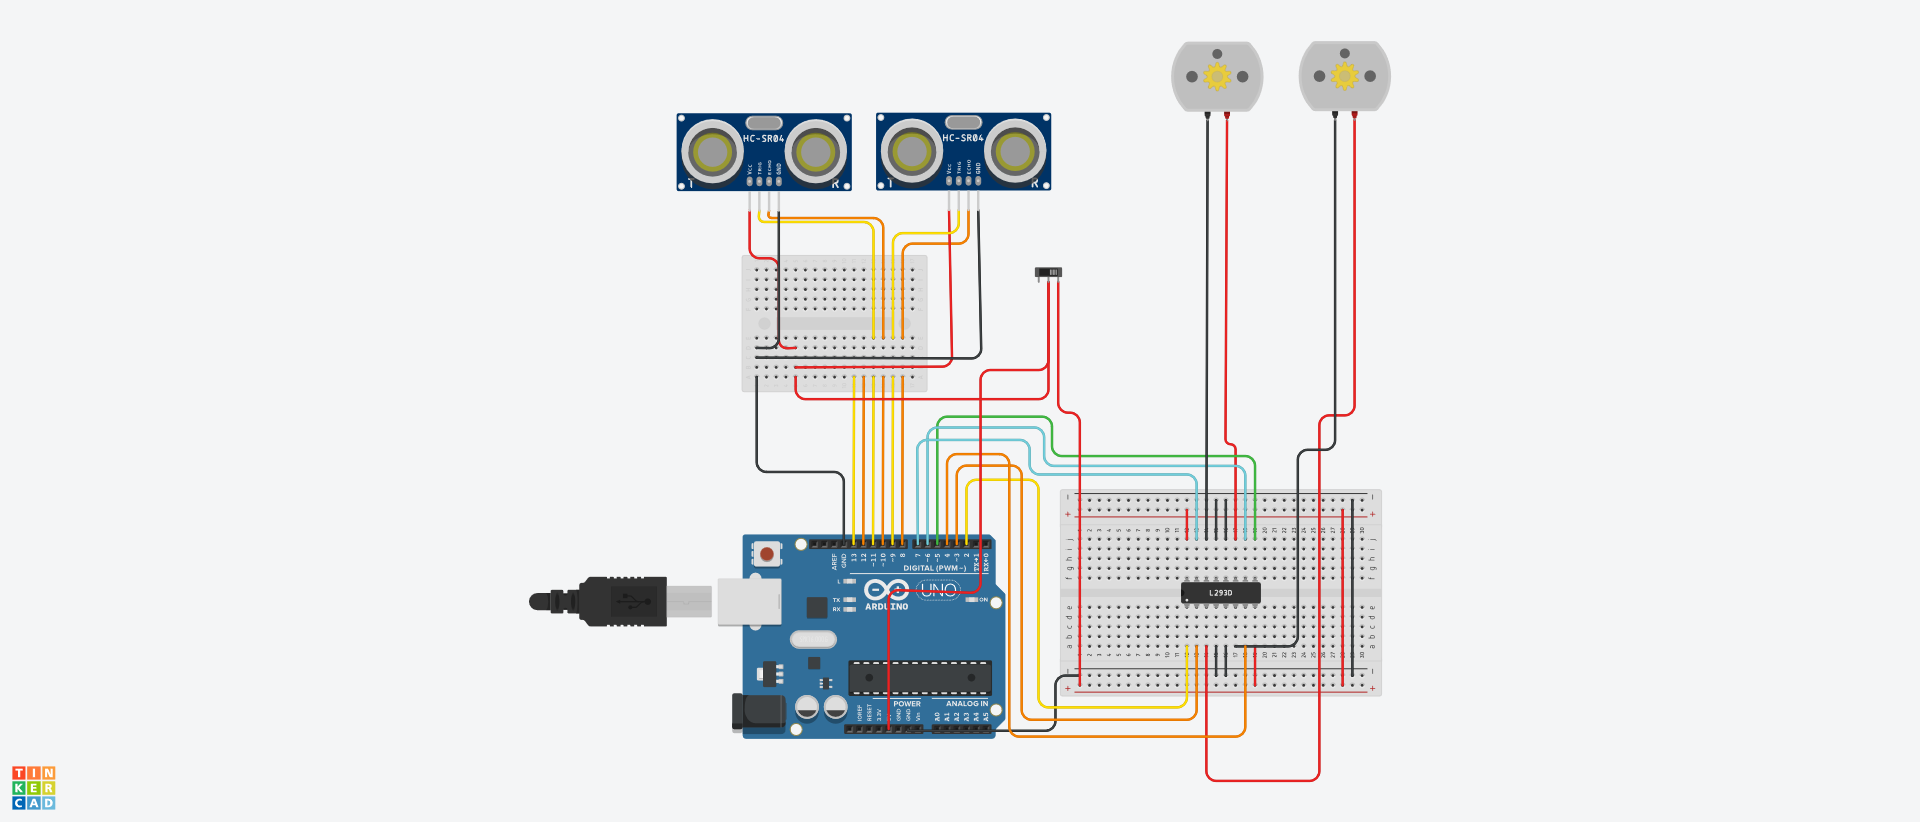 HC-SR04
VCC
TRIG
ECHO
GND
T
R
HC-SR04
VCC
TRIG
ECHO
GND
T
R
AREF
GND
13
12
~11
~10
~9
8
7
~6
~5
4
~3
2
TX→1
RX←0
DIGITAL (PWM~)
L
TX
RX
ARDUINO
UNO
ON
L293D
POWER
ANALOG IN
IOREF
RESET
3.3V
GND
GND
Vin
A0
A1
A2
A3
A4
A5
j
i
h
g
f
e
d
c
b
a
TIN
KER
CAD